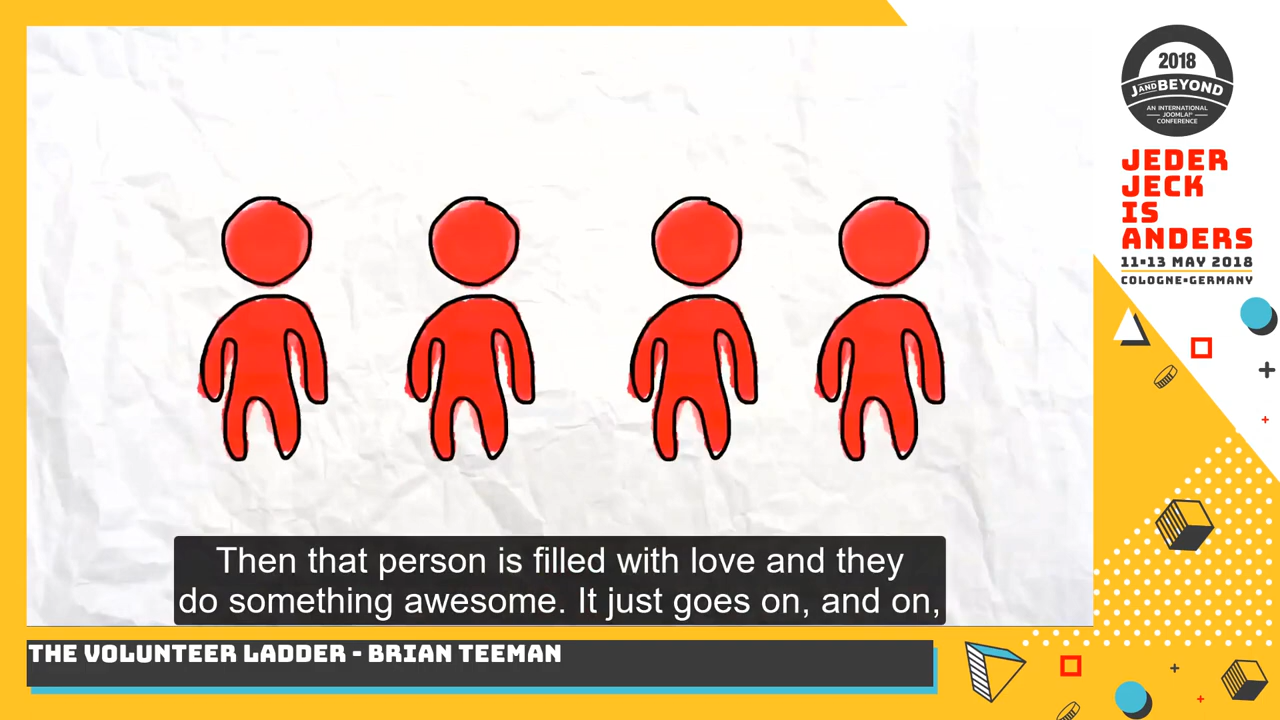 2018
J AND BEYOND
AN INTERNATIONAL
JOOMLA!®
CONFERENCE
JEDER
JECK
IS
ANDERS
11-13 MAY 2018
COLOGNE-GERMANY
Then that person is filled with love and they
do something awesome. It just goes on, and on,
THE VOLUNTEER LADDER - BRIAN TEEMAN